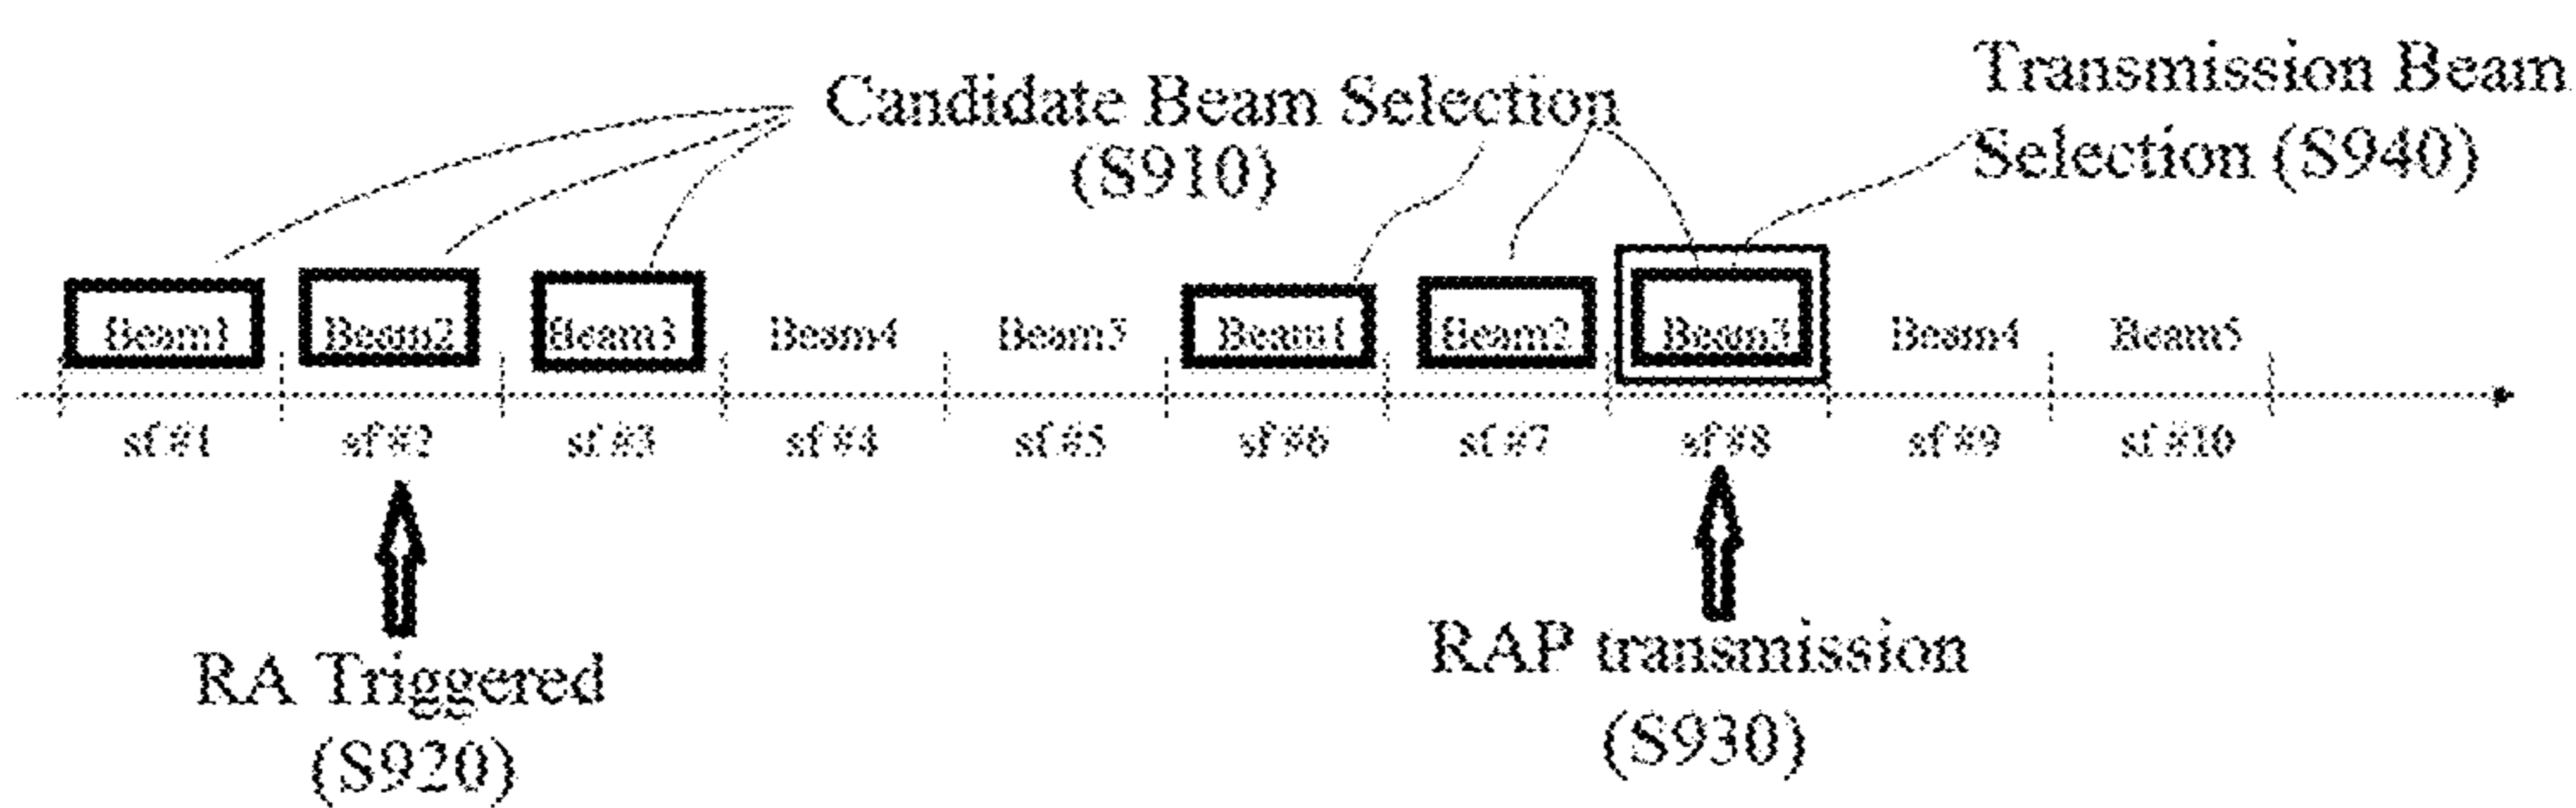 Transmission Beam
Selection (S940)
Candidate Beam Selection
(S910)
Beam1 Beam2 Beam3 Beam4 Beam5 Beam1 Beam2 Beam3 Beam4 Beam5
sf #1 sf #2 sf #3 sf #4 sf #5 sf #6 sf #7 sf #8 sf #9 sf #10
RA Triggered
(S920)
RAP transmission
(S930)